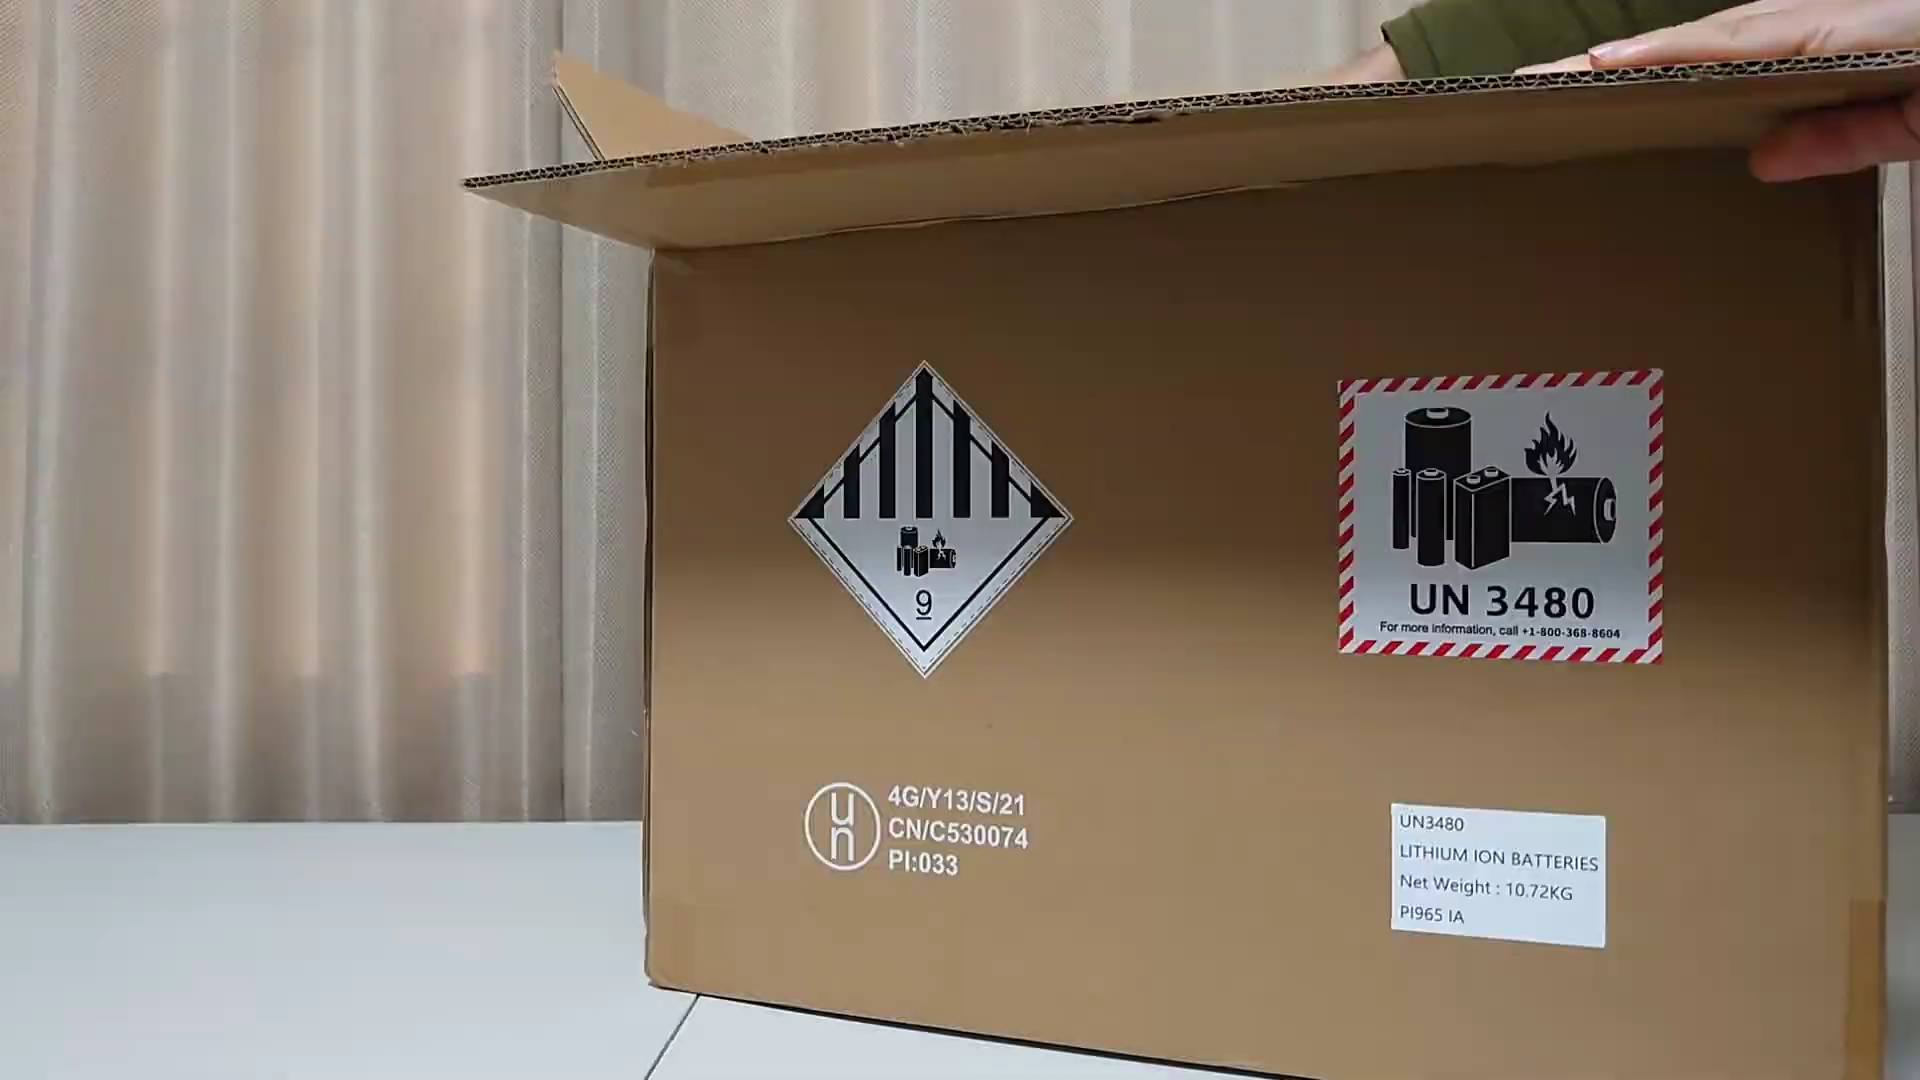 9
UN 3480
For more information, call +1-800-368-8604
un
4G/Y13/S/21
CN/C530074
PI:033
UN3480
LITHIUM ION BATTERIES
Net Weight : 10.72KG
PI965 IA